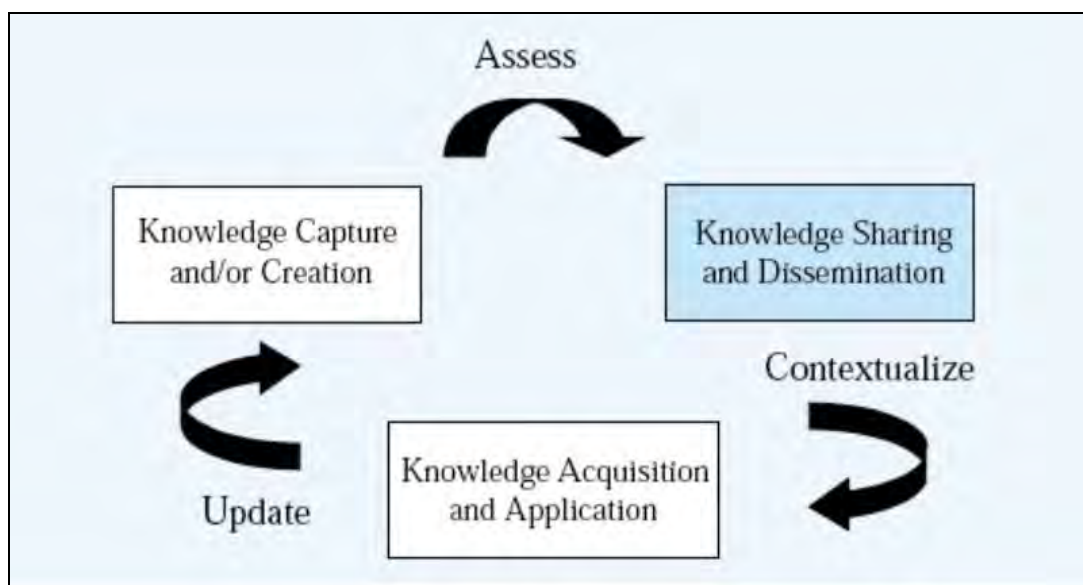 Assess
Knowledge Capture
and/or Creation
Knowledge Sharing
and Dissemination
Contextualize
Knowledge Acquisition
and Application
Update